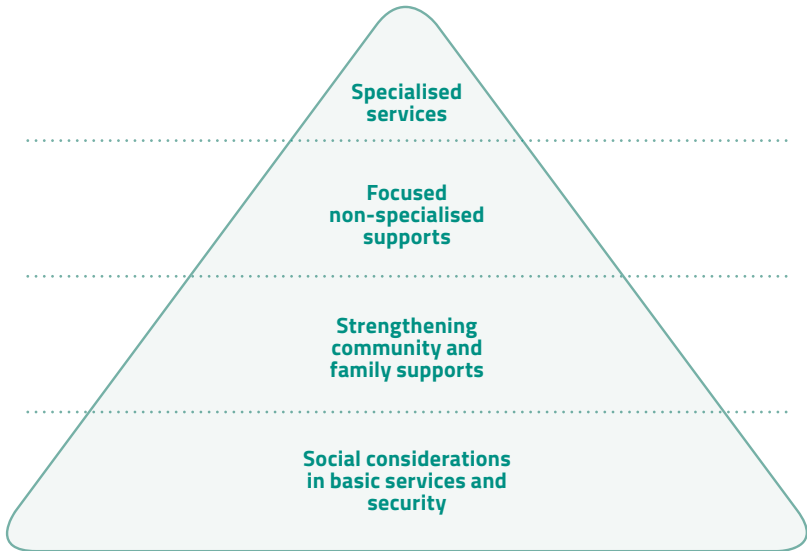 Specialised
services
Focused
non-specialised
supports
Strengthening
community and
family supports
Social considerations
in basic services and
security